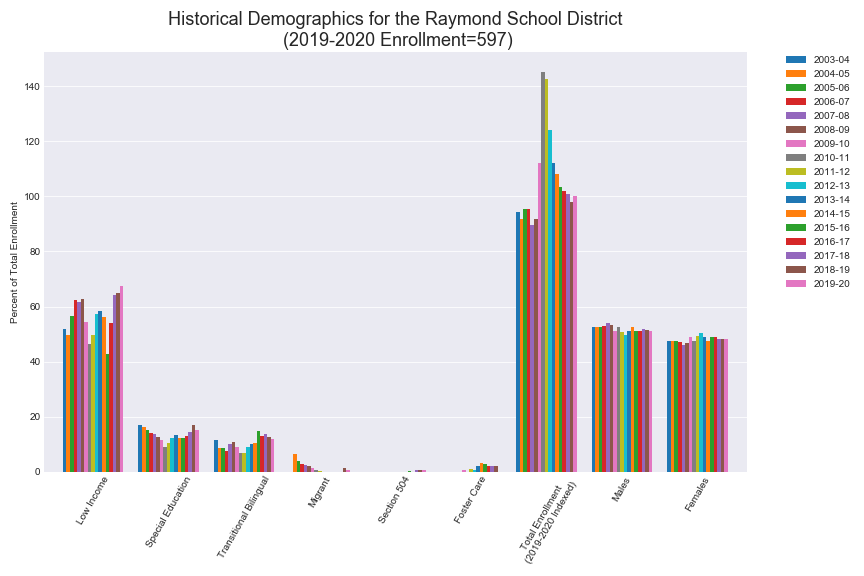 Historical Demographics for the Raymond School District
(2019-2020 Enrollment=597)
Percent of Total Enrollment
140
120
100
80
60
40
20
0
Low Income
Special Education
Transitional Bilingual
Migrant
Section 504
Foster Care
Total Enrollment
(2019-2020 Indexed)
Males
Females
2003-04
2004-05
2005-06
2006-07
2007-08
2008-09
2009-10
2010-11
2011-12
2012-13
2013-14
2014-15
2015-16
2016-17
2017-18
2018-19
2019-20